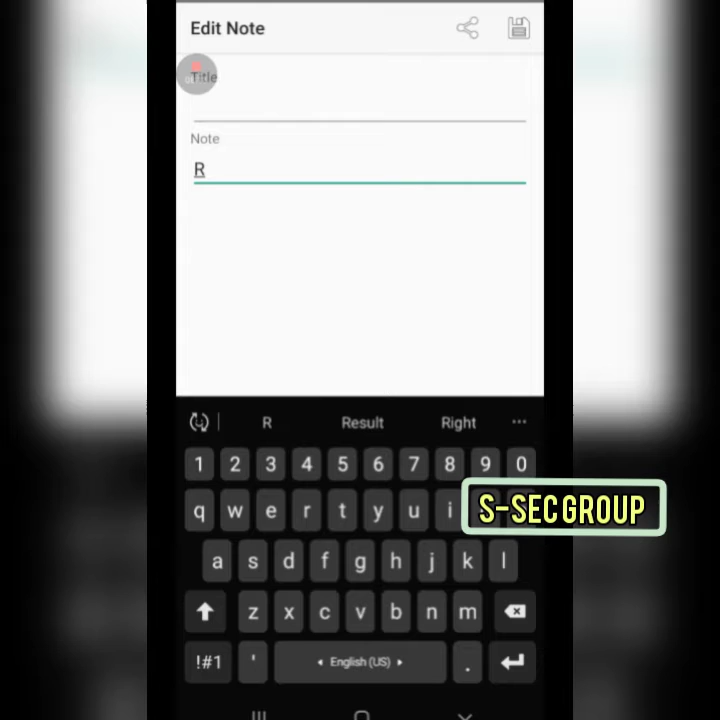 Edit Note
Title
Note
R
R Result Right ...
1 2 3 4 5 6 7 8 9 0
q w e r t y u i
S-SEC GROUP
a s d f g h j k l
z x c v b n m
!#1 ' English (US) .